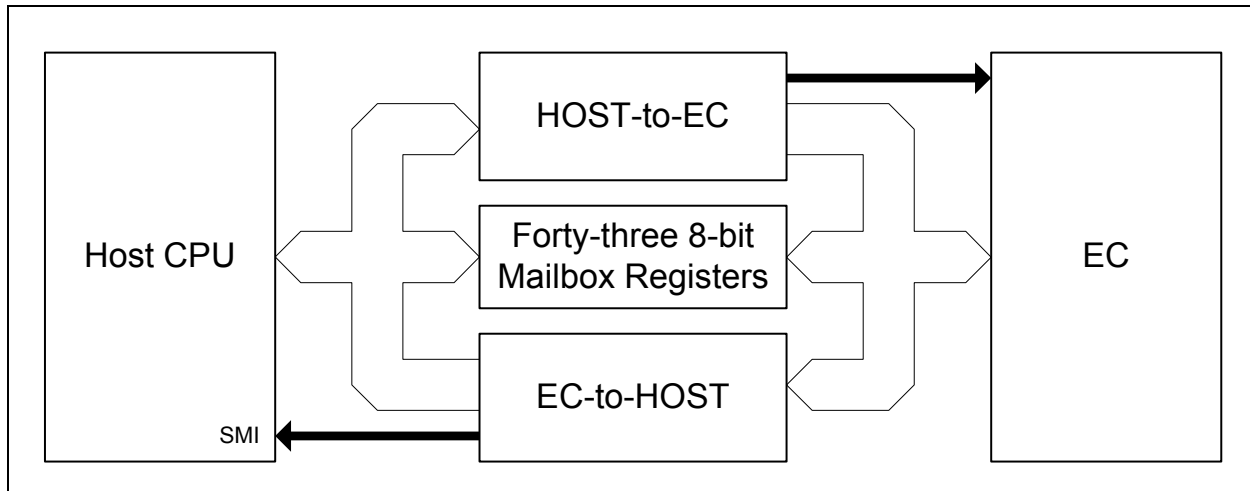 HOST-to-EC
Host CPU
Forty-three 8-bit
Mailbox Registers
EC
EC-to-HOST
SMI